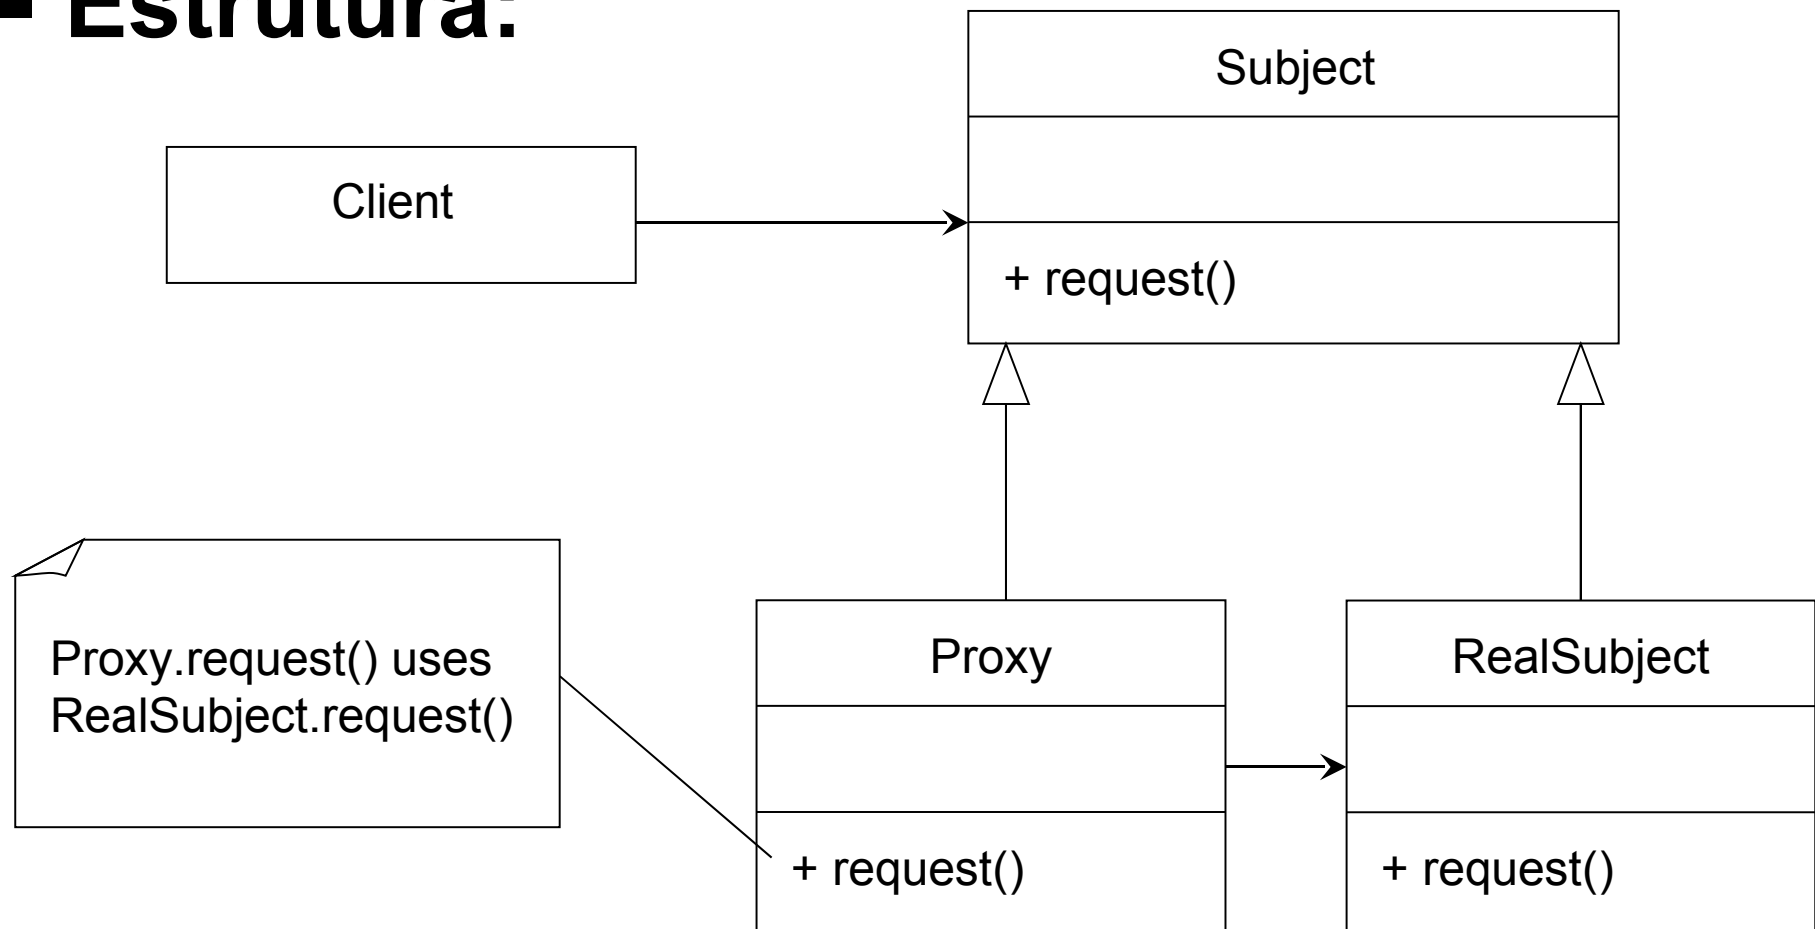 Estrutura:
Subject
Client
+ request()
Proxy.request() uses
RealSubject.request()
Proxy
RealSubject
+ request()
+ request()